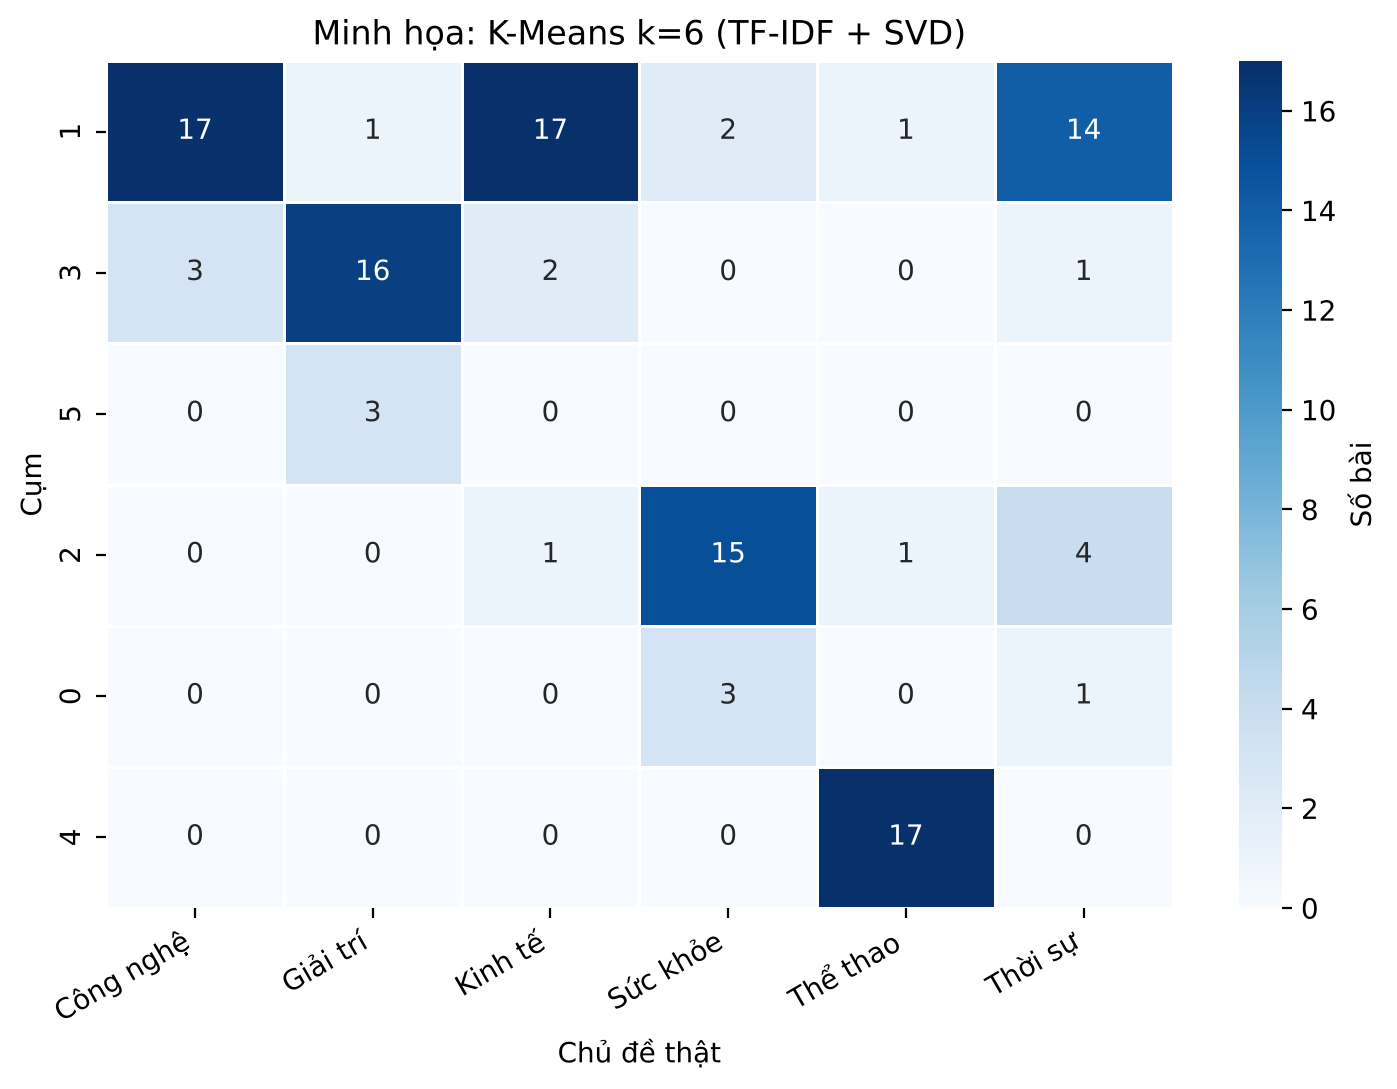 Minh họa: K-Means k=6 (TF-IDF + SVD)
1 17 1 17 2 1 14
3 3 16 2 0 0 1
5 0 3 0 0 0 0
2 0 0 1 15 1 4
0 0 0 0 3 0 1
4 0 0 0 0 17 0
Cụm
Công nghệ Giải trí Kinh tế Sức khỏe Thể thao Thời sự
Chủ đề thật
16
14
12
10
8
6
4
2
0
Số bài